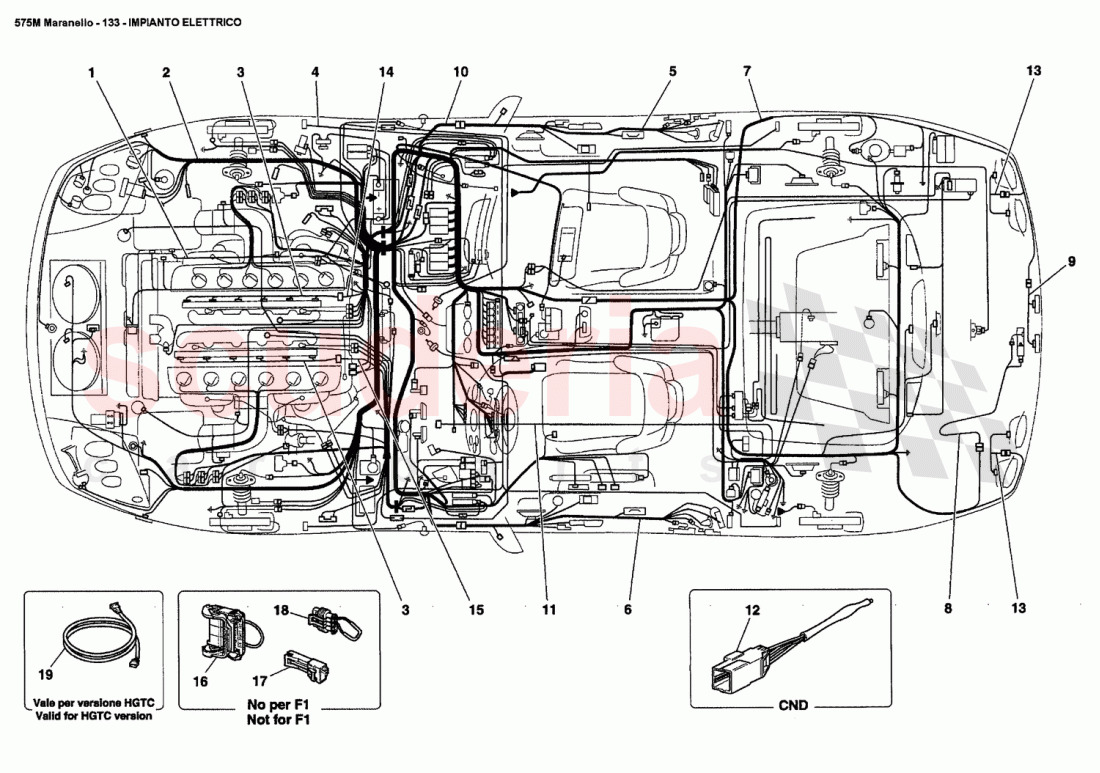 575M Maranello - 133 - IMPIANTO ELETTRICO
1 2 3 4 14 10 5 7 13
9
scuderia
3 15 11 6 8 13
19
Vale per versione HGTC
Valid for HGTC version
18
16
17
No per F1
Not for F1
12
CND